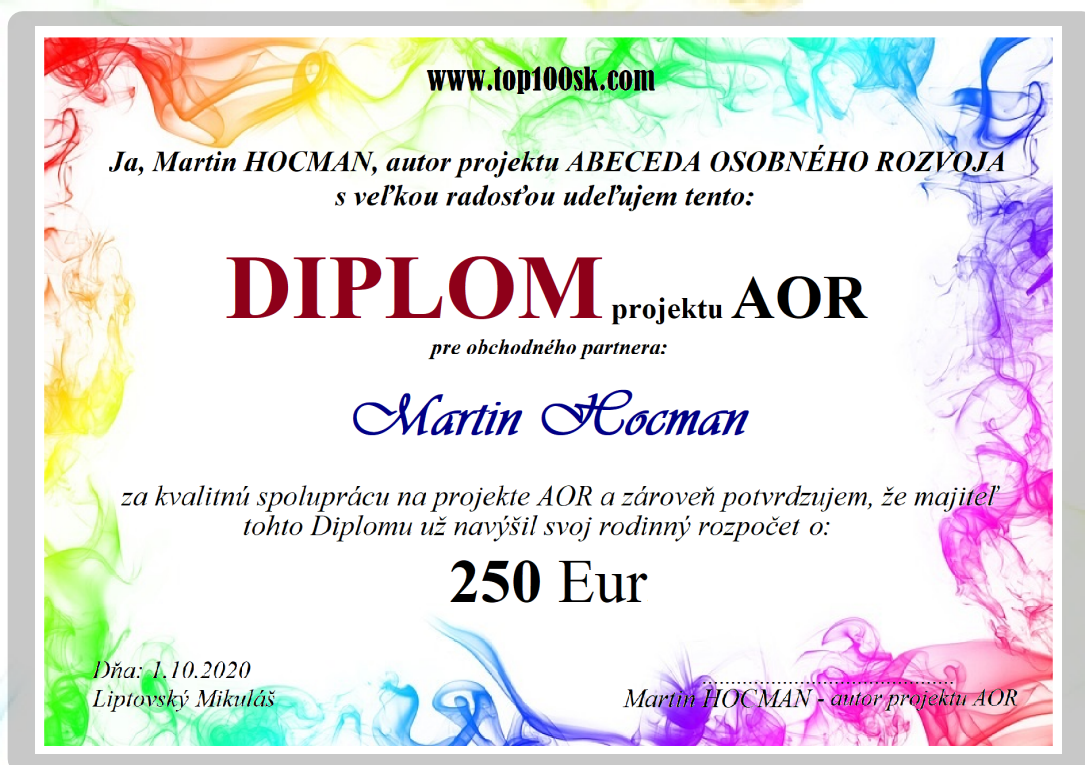 www.top100sk.com
Ja, Martin HOCMAN, autor projektu ABECEDA OSOBNÉHO ROZVOJA
s veľkou radosťou udeľujem tento:
DIPLOM projektu AOR
pre obchodného partnera:
Martin Hocman
za kvalitnú spoluprácu na projekte AOR a zároveň potvrdzujem, že majiteľ
tohto Diplomu už navýšil svoj rodinný rozpočet o:
250 Eur
Dňa: 1.10.2020
Liptovský Mikuláš
Martin HOCMAN - autor projektu AOR